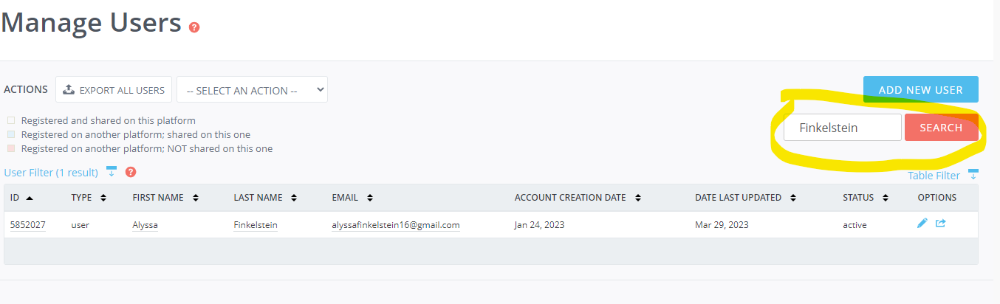 Manage Users ?
ACTIONS EXPORT ALL USERS -- SELECT AN ACTION -- ADD NEW USER
Registered and shared on this platform
Finkelstein SEARCH
Registered on another platform; shared on this one
Registered on another platform; NOT shared on this one
User Filter (1 result) ?
Table Filter
ID TYPE FIRST NAME LAST NAME EMAIL ACCOUNT CREATION DATE DATE LAST UPDATED STATUS OPTIONS
5852027 user Alyssa Finkelstein alyssafinkelstein16@gmail.com Jan 24, 2023 Mar 29, 2023 active